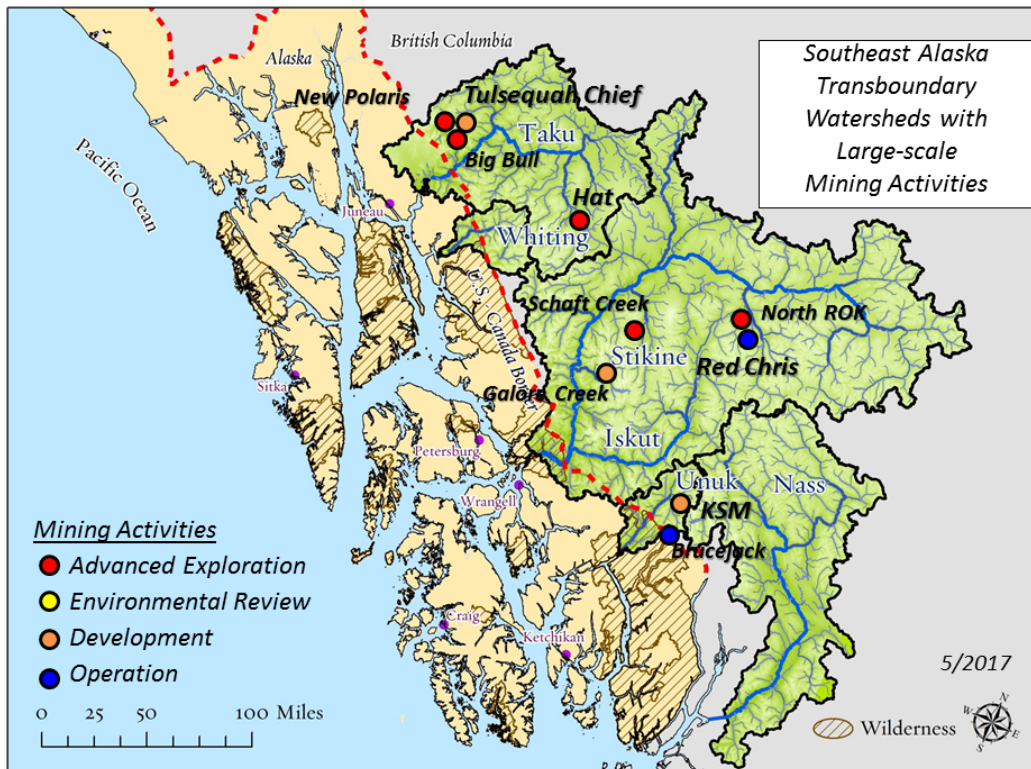 Alaska
British Columbia
Southeast Alaska
Transboundary
Watersheds with
Large-scale
Mining Activities
New Polaris
Tulsequah Chief
Taku
Big Bull
Pacific Ocean
Juneau
Hat
Whiting
U.S./Canada Border
Schaft Creek
North ROK
Stikine
Red Chris
Sitka
Galore Creek
Iskut
Petersburg
Unuk
Nass
Wrangell
KSM
Brucejack
Mining Activities
Advanced Exploration
Environmental Review
Development
Operation
Craig
Ketchikan
5/2017
0 25 50 100 Miles
Wilderness
N
W E
S